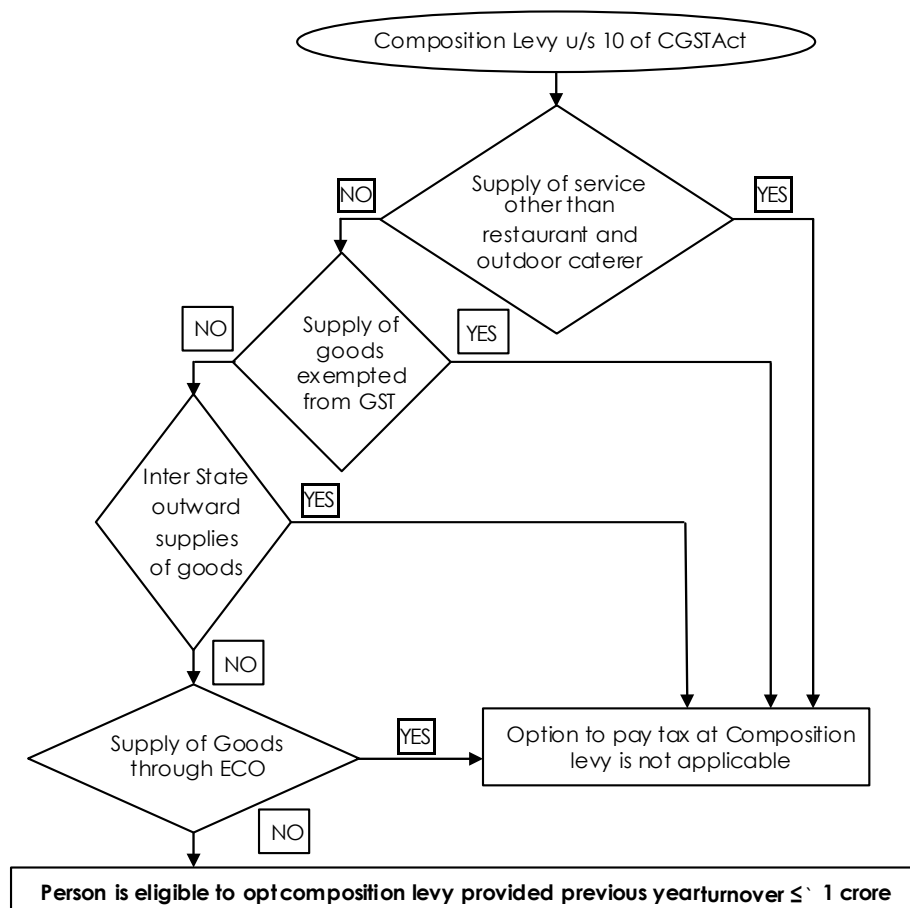 Composition Levy u/s 10 of CGSTAct
Supply of service
other than
restaurant and
outdoor caterer
NO
YES
Supply of
goods
exempted
from GST
NO
YES
Inter State
outward
supplies
of goods
YES
NO
Supply of Goods
through ECO
YES
Option to pay tax at Composition
levy is not applicable
NO
Person is eligible to optcomposition levy provided previous yearturnover ≤` 1 crore